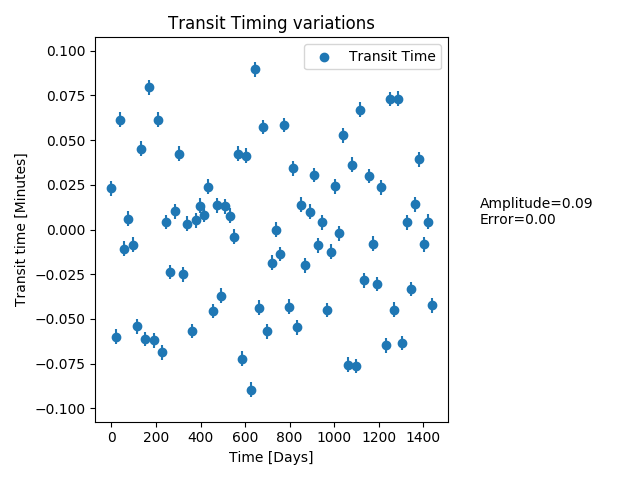 Transit Timing variations
Transit Time
0.100
0.075
0.050
0.025
0.000
−0.025
−0.050
−0.075
−0.100
Transit time [Minutes]
0 200 400 600 800 1000 1200 1400
Time [Days]
Amplitude=0.09
Error=0.00